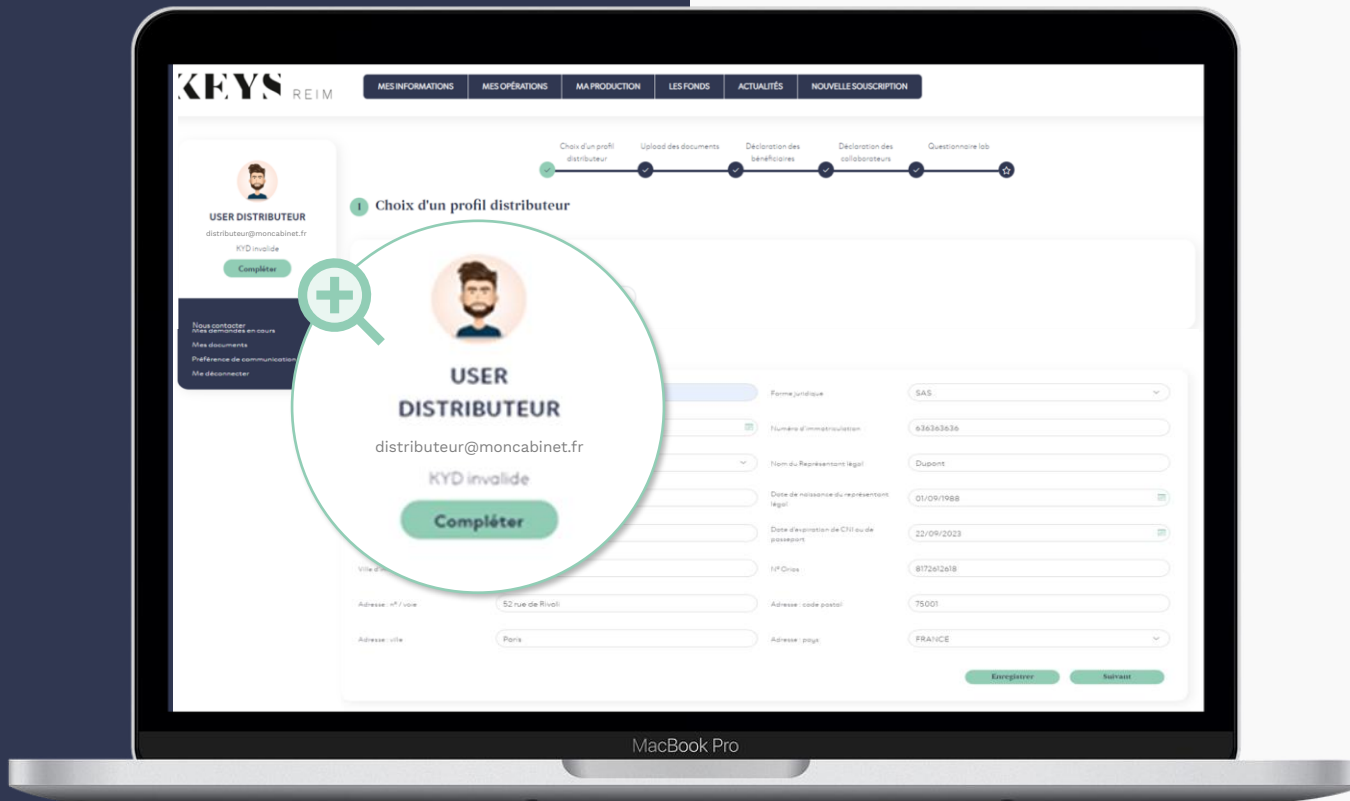 KEYS REIM
MES INFORMATIONS
MES OPÉRATIONS
MA PRODUCTION
LES FONDS
ACTUALITÉS
NOUVELLE SOUSCRIPTION
Choix d'un profil
distributeur
Upload des documents
Déclaration des
bénéficiaires
Déclaration des
collaborateurs
Questionnaire lab
USER DISTRIBUTEUR
distributeur@moncabinet.fr
KYD invalide
Compléter
Nous contacter
Mes demandes en cours
Mes documents
Préférence de communication
Me déconnecter
1 Choix d'un profil distributeur
USER
DISTRIBUTEUR
distributeur@moncabinet.fr
KYD invalide
Compléter
Forme juridique
SAS
Numéro d'immatriculation
636363636
Nom du Représentant légal
Dupont
Date de naissance du représentant
légal
01/09/1988
Date d'expiration de CNI ou de
passeport
22/09/2023
Ville
N° Orias
8172612618
Adresse : n° / voie
52 rue de Rivoli
Adresse : code postal
75001
Adresse : ville
Paris
Adresse : pays
FRANCE
Enregistrer
Suivant
MacBook Pro